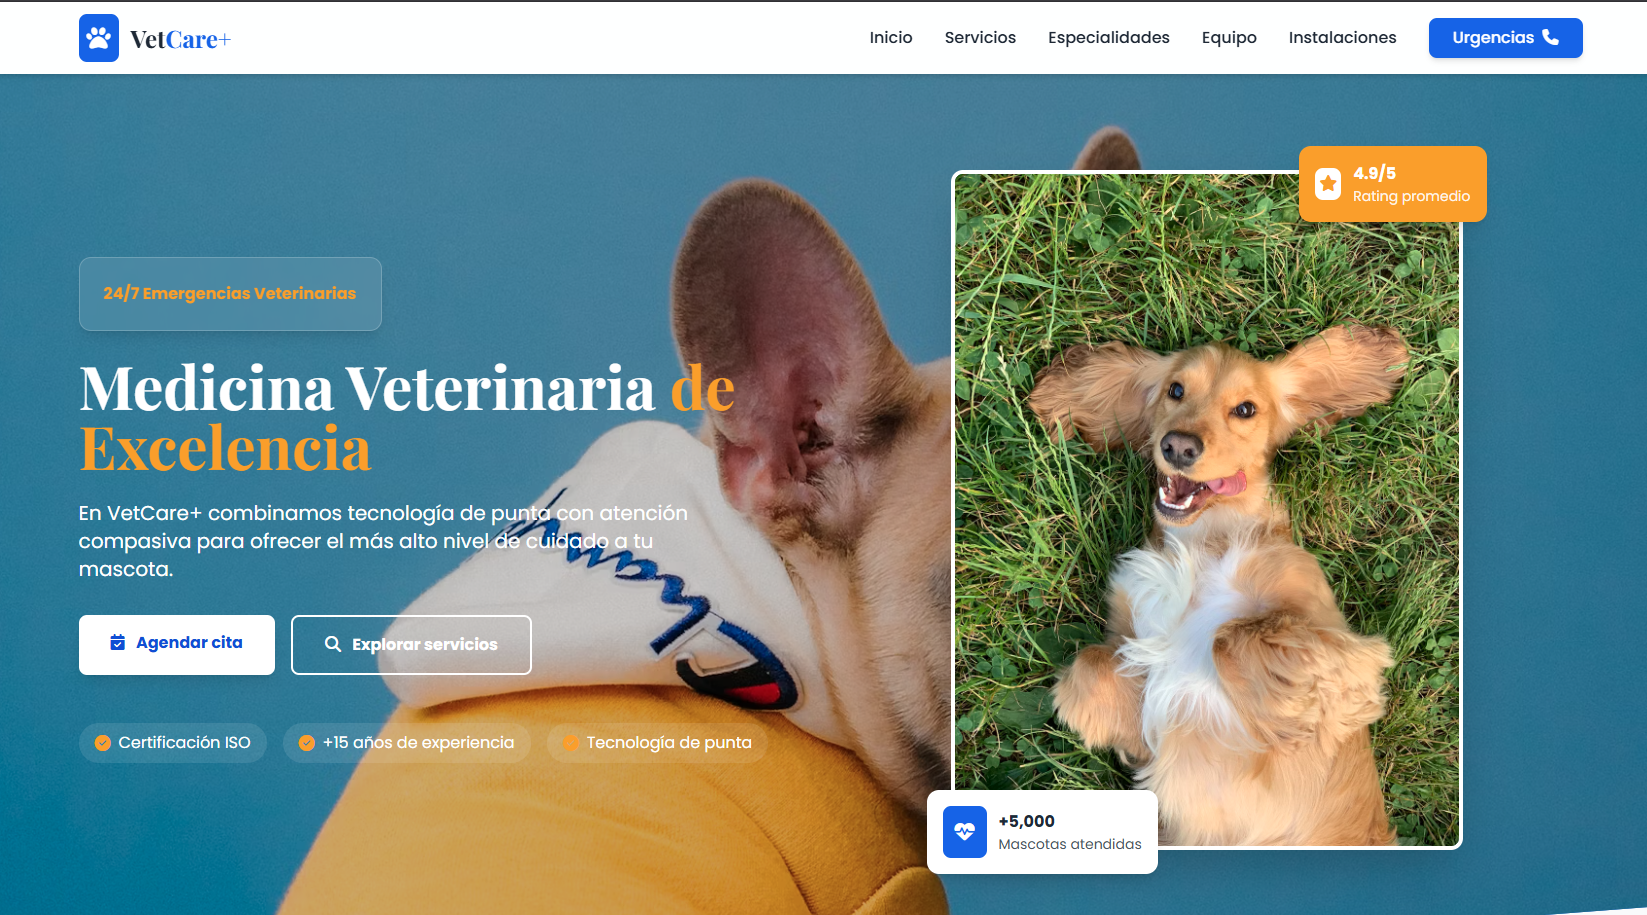 VetCare+
Inicio
Servicios
Especialidades
Equipo
Instalaciones
Urgencias
4.9/5
Rating promedio
24/7 Emergencias Veterinarias
Medicina Veterinaria de
Excelencia
En VetCare+ combinamos tecnología de punta con atención
compasiva para ofrecer el más alto nivel de cuidado a tu
mascota.
Agendar cita
Explorar servicios
Certificación ISO
+15 años de experiencia
Tecnología de punta
+5,000
Mascotas atendidas